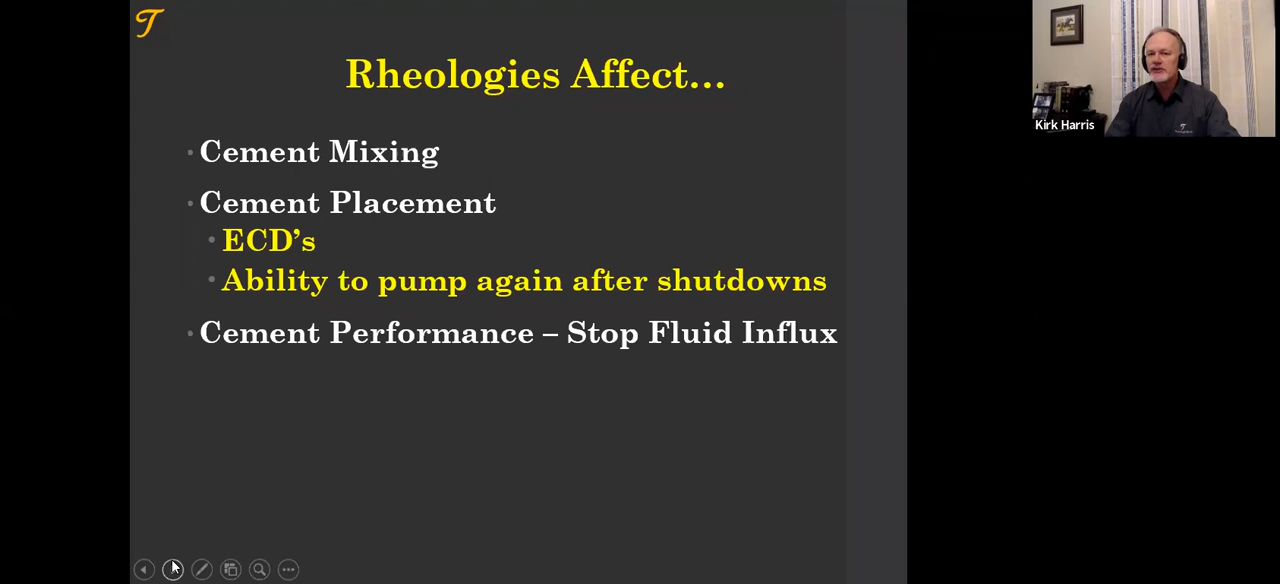 T
Rheologies Affect...
Cement Mixing
Cement Placement
ECD's
Ability to pump again after shutdowns
Cement Performance – Stop Fluid Influx
Kirk Harris